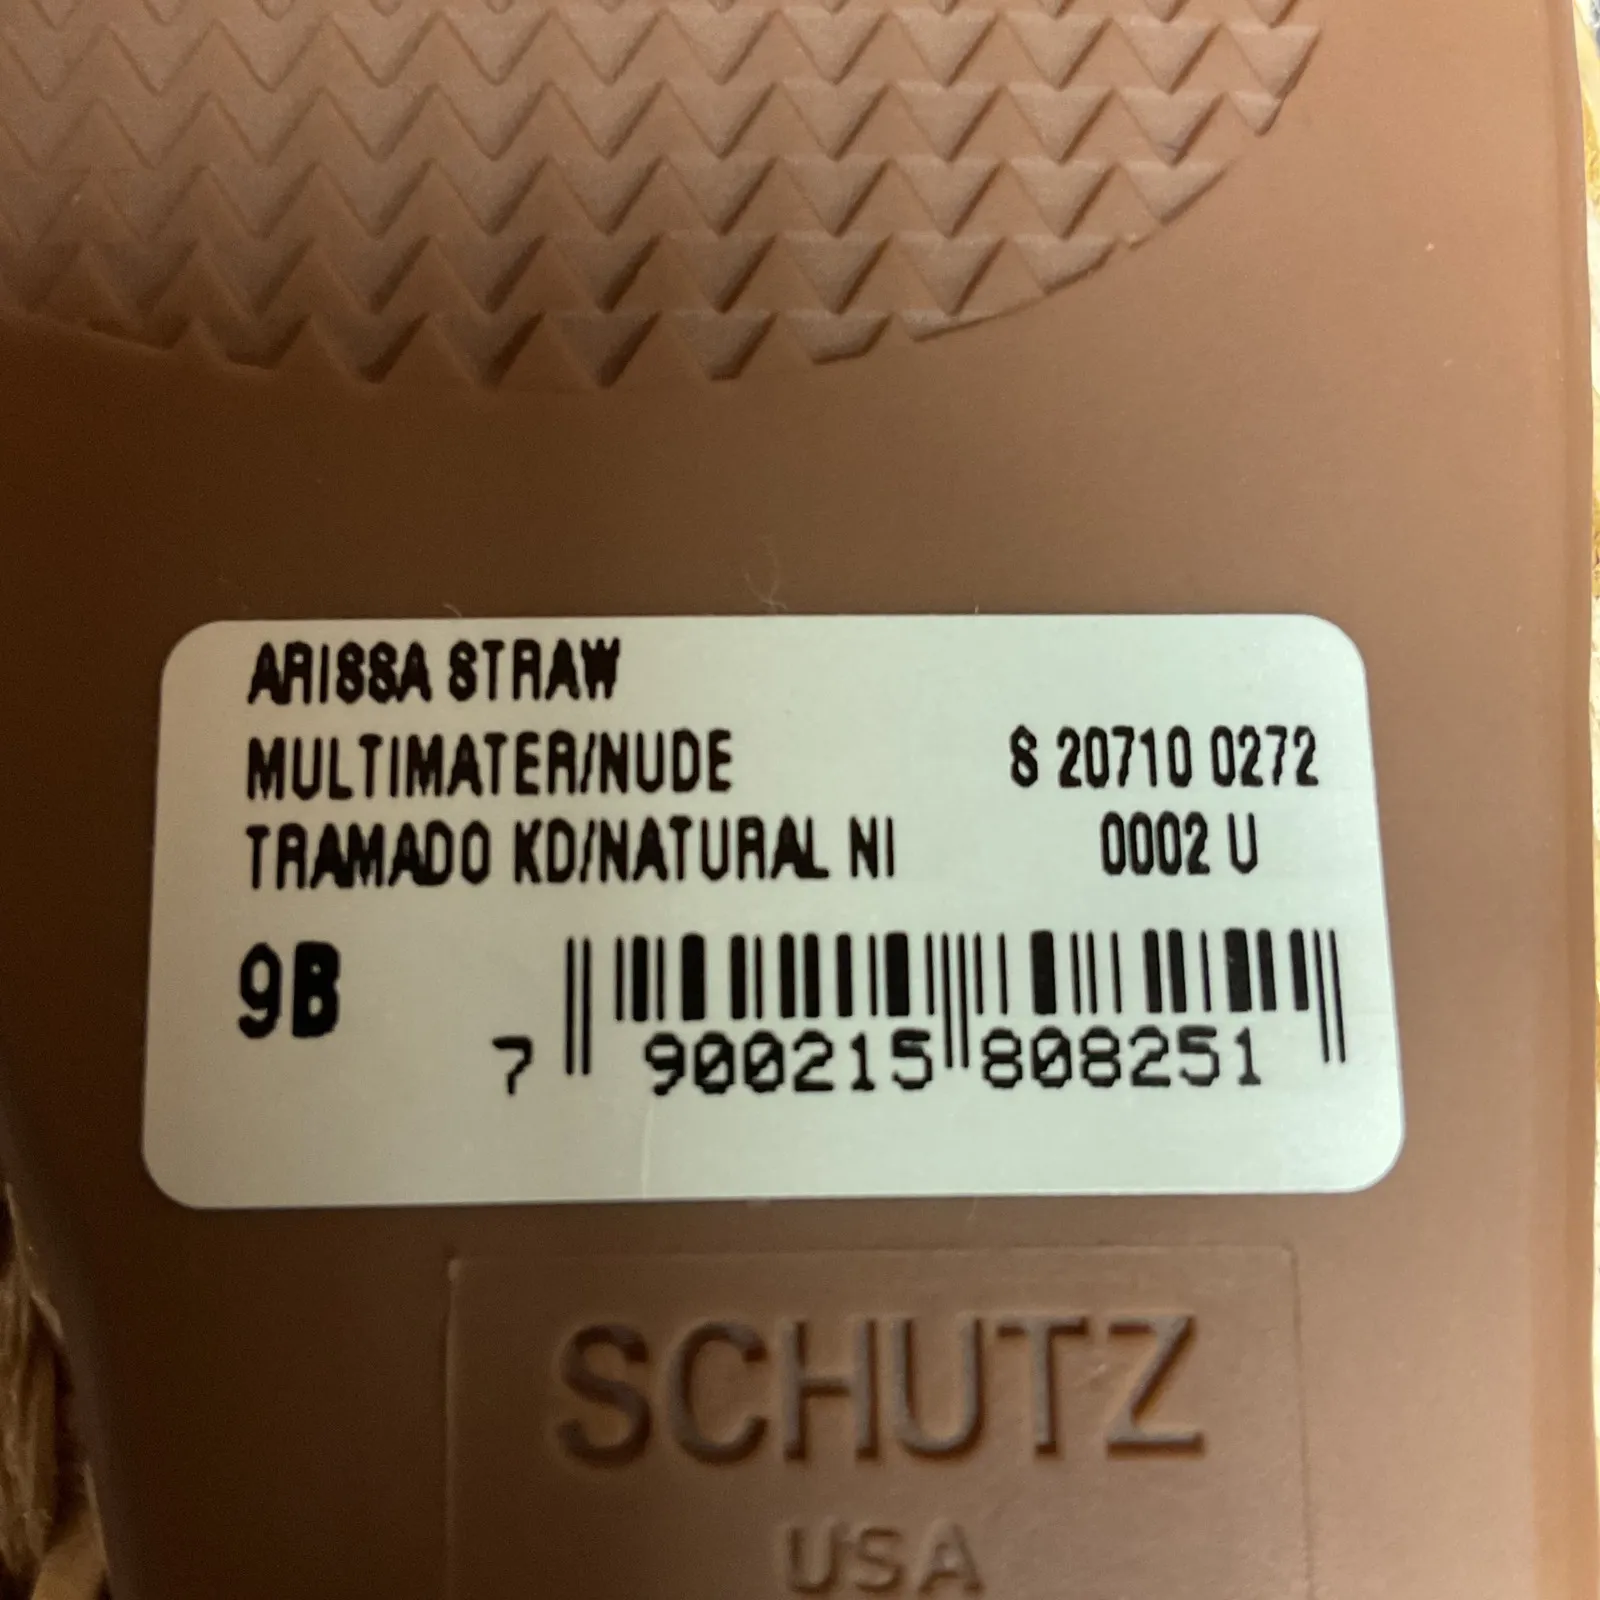 ARISSA STRAW
MULTIMATER/NUDE S 20710 0272
TRAMADO KD/NATURAL NI 0002 U
9B
7 900215 808251
SCHUTZ
USA